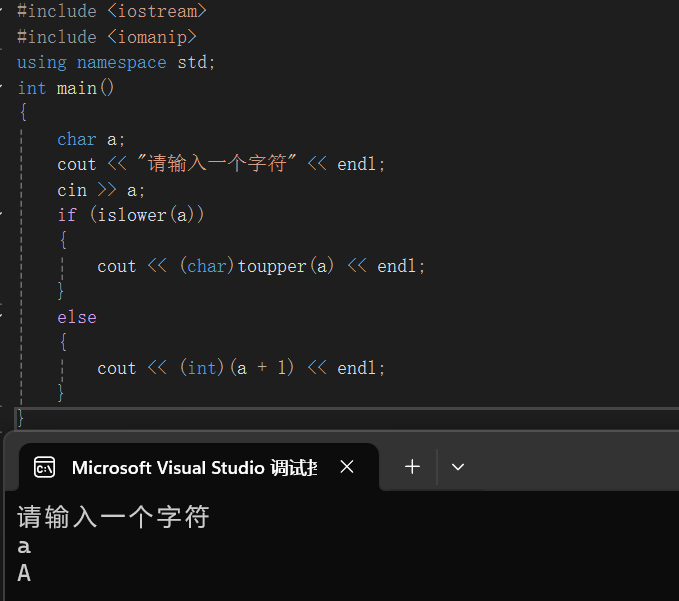 #include <iostream>
#include <iomanip>
using namespace std;
int main()
{
char a;
cout << "请输入一个字符" << endl;
cin >> a;
if (islower(a))
{
cout << (char)toupper(a) << endl;
}
else
{
cout << (int)(a + 1) << endl;
}
}
Microsoft Visual Studio 调试
请输入一个字符
a
A